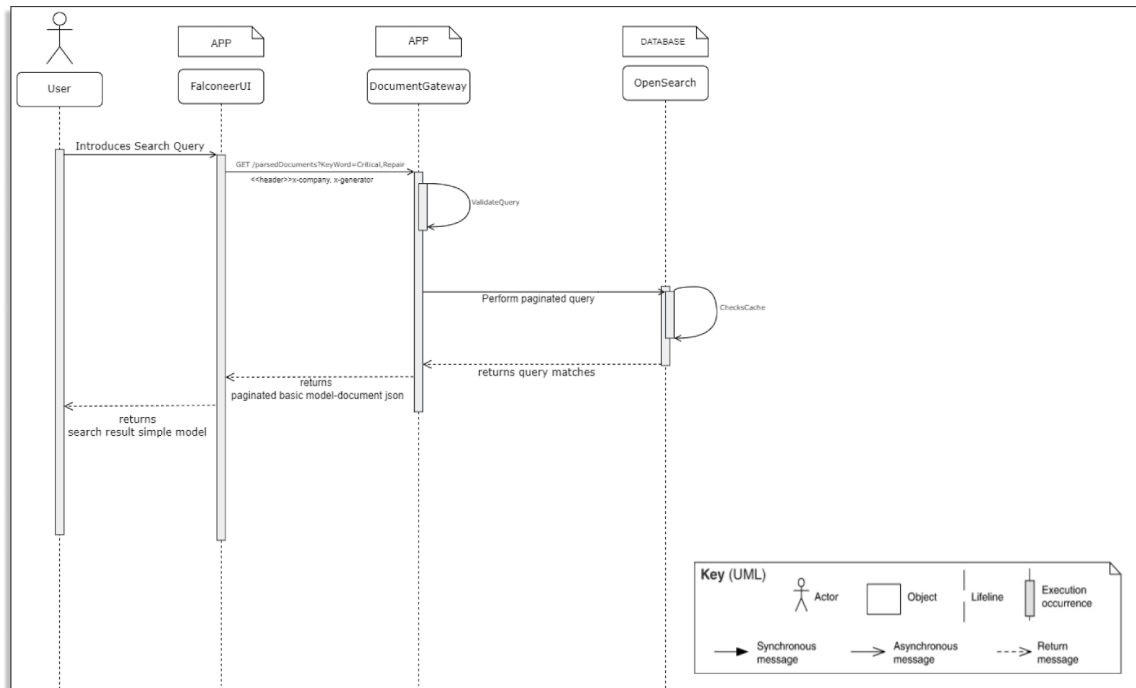 APP
APP
DATABASE
User
FalconeerUI
DocumentGateway
OpenSearch
Introduces Search Query
GET /parsedDocuments?KeyWord=Critical,Repair
<<header>>x-company, x-generator
ValidateQuery
Perform paginated query
ChecksCache
returns query matches
returns
paginated basic model-document json
returns
search result simple model
Key (UML)
Actor
Object
Lifeline
Execution
occurrence
Synchronous
message
Asynchronous
message
Return
message